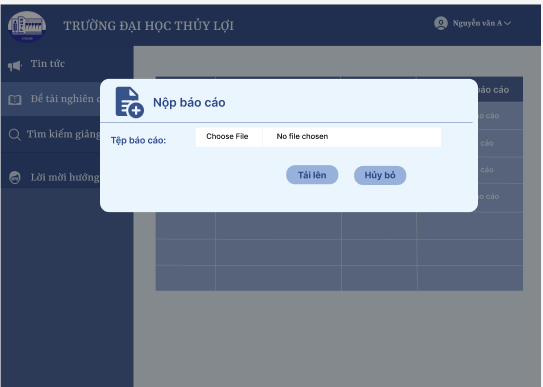 TRƯỜNG ĐẠI HỌC THỦY LỢI
Nguyễn văn A
Tin tức
Đề tài nghiên
báo cáo
Nộp báo cáo
cáo
Tìm kiếm giảng
Tệp báo cáo:
Choose File
No file chosen
cáo
Lời mời hướng
Tải lên
Hủy bỏ
cáo
cáo